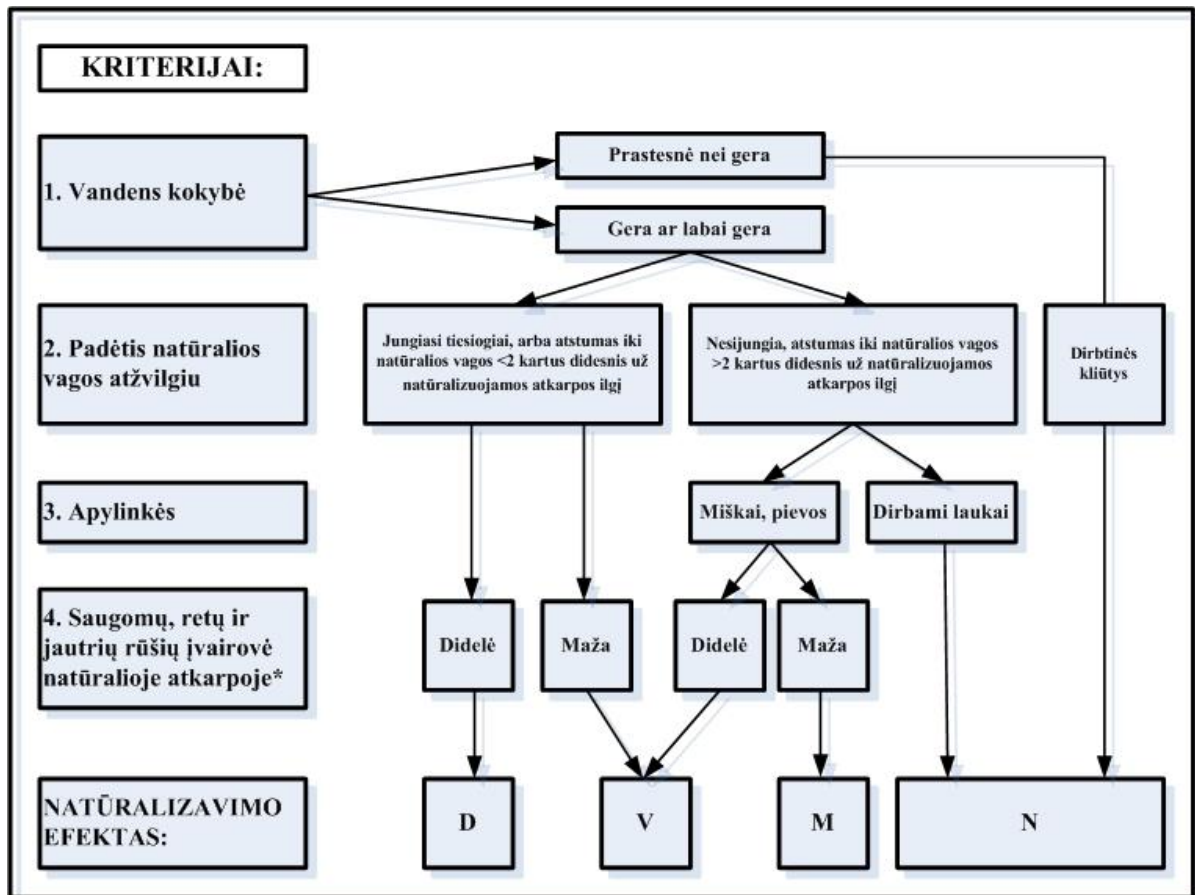 KRITERIJAI:
1. Vandens kokybė
Prastesnė nei gera
Gera ar labai gera
2. Padėtis natūralios
vagos atžvilgiu
Jungiasi tiesiogiai, arba atstumas iki
natūralios vagos <2 kartus didesnis už
natūralizuojamos atkarpos ilgį
Nesijungia, atstumas iki natūralios vagos
>2 kartus didesnis už natūralizuojamos
atkarpos ilgį
Dirbtinės
kliūtys
3. Apylinkės
Miškai, pievos
Dirbami laukai
4. Saugomų, retų ir
jautrių rūšių įvairovė
natūralioje atkarpoje*
Didelė
Maža
Didelė
Maža
NATŪRALIZAVIMO
EFEKTAS:
D
V
M
N